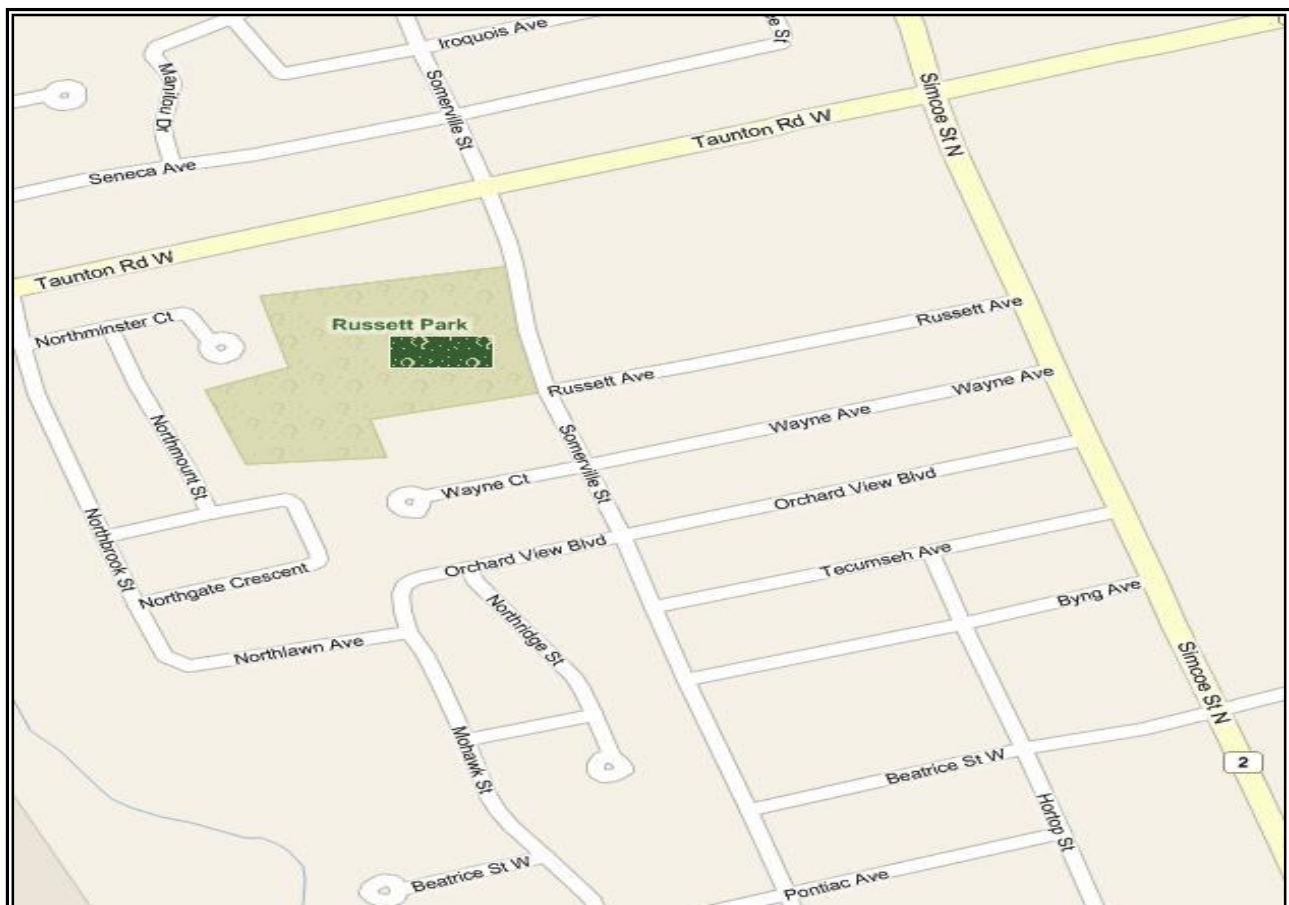 Iroquois Ave
e St
Manilou Dr
Somerville St
Simcoe St N
Taunton Rd W
Seneca Ave
Taunton Rd W
Northminster Ct
Russett Park
Russett Ave
Russett Ave
Wayne Ave
Wayne Ave
Northmount St
Somerville St
Wayne Ct
Orchard View Blvd
Northbrook St
Orchard View Blvd
Tecumseh Ave
Northgate Crescent
Byng Ave
Northridge St
Northlawn Ave
Simcoe St N
Mohawk St
2
Beatrice St W
Hortop St
Beatrice St W
Pontiac Ave